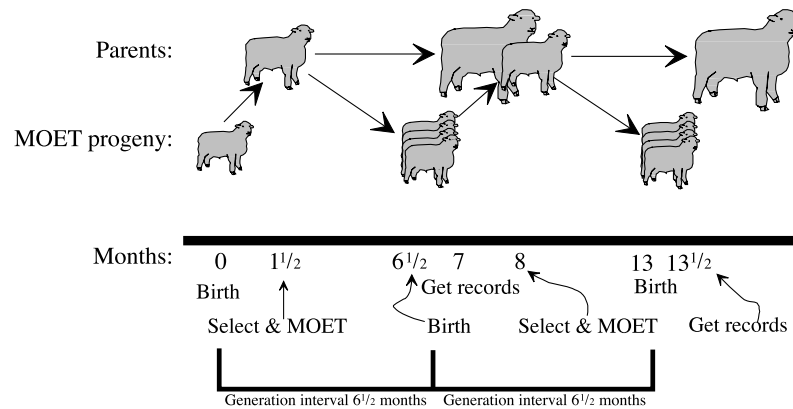 Parents:
MOET progeny:
Months: 0 1 1/2 6 1/2 7 8 13 13 1/2
Birth Get records Birth
Select & MOET Birth Select & MOET Get records
Generation interval 6 1/2 months Generation interval 6 1/2 months